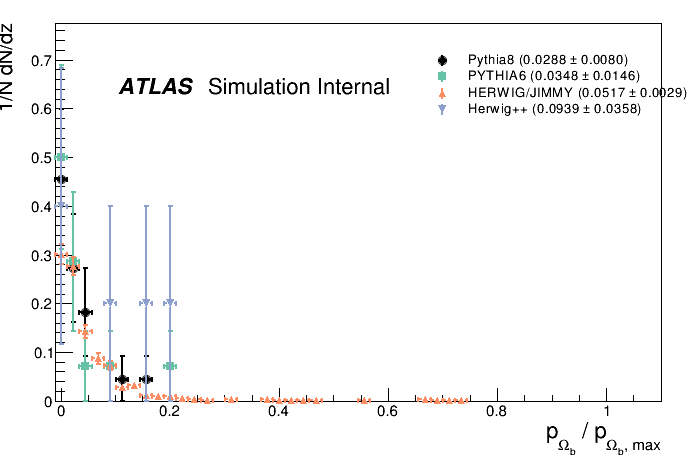 1/N dN/dz
ATLAS Simulation Internal
Pythia8 (0.0288 ± 0.0080)
PYTHIA6 (0.0348 ± 0.0146)
HERWIG/JIMMY (0.0517 ± 0.0029)
Herwig++ (0.0939 ± 0.0358)
0.7
0.6
0.5
0.4
0.3
0.2
0.1
0
0 0.2 0.4 0.6 0.8 1
p_Ω_b / p_Ω_b, max